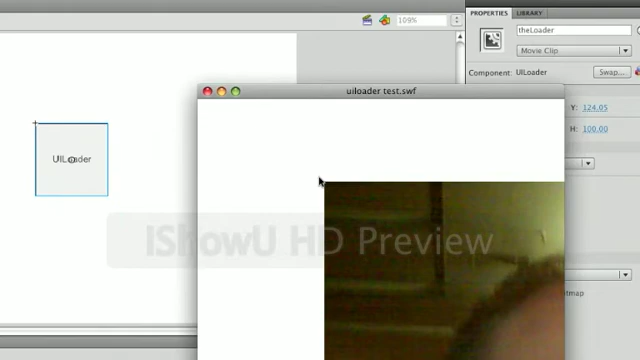 PROPERTIES
LIBRARY
109%
theLoader
Movie Clip
Component:
UILoader
Swap...
uiloader test.swf
Y:
124.05
H:
100.00
UILoader
IShowU HD Preview